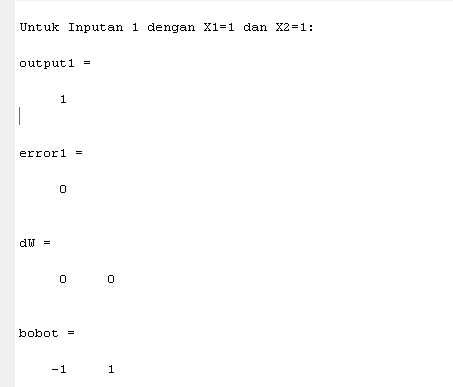 Untuk Inputan 1 dengan X1=1 dan X2=1:
output1 =
1
error1 =
0
dW =
0 0
bobot =
-1 1